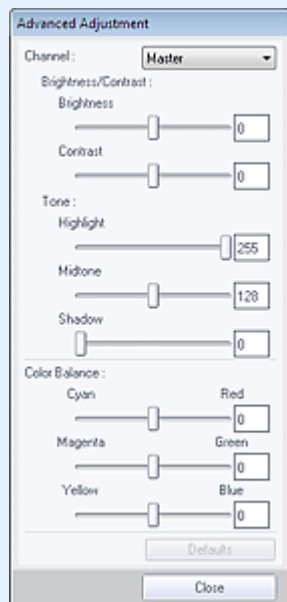 Advanced Adjustment
Channel : Master
Brightness/Contrast :
Brightness
0
Contrast
0
Tone :
Highlight
255
Midtone
128
Shadow
0
Color Balance :
Cyan Red
0
Magenta Green
0
Yellow Blue
0
Defaults
Close